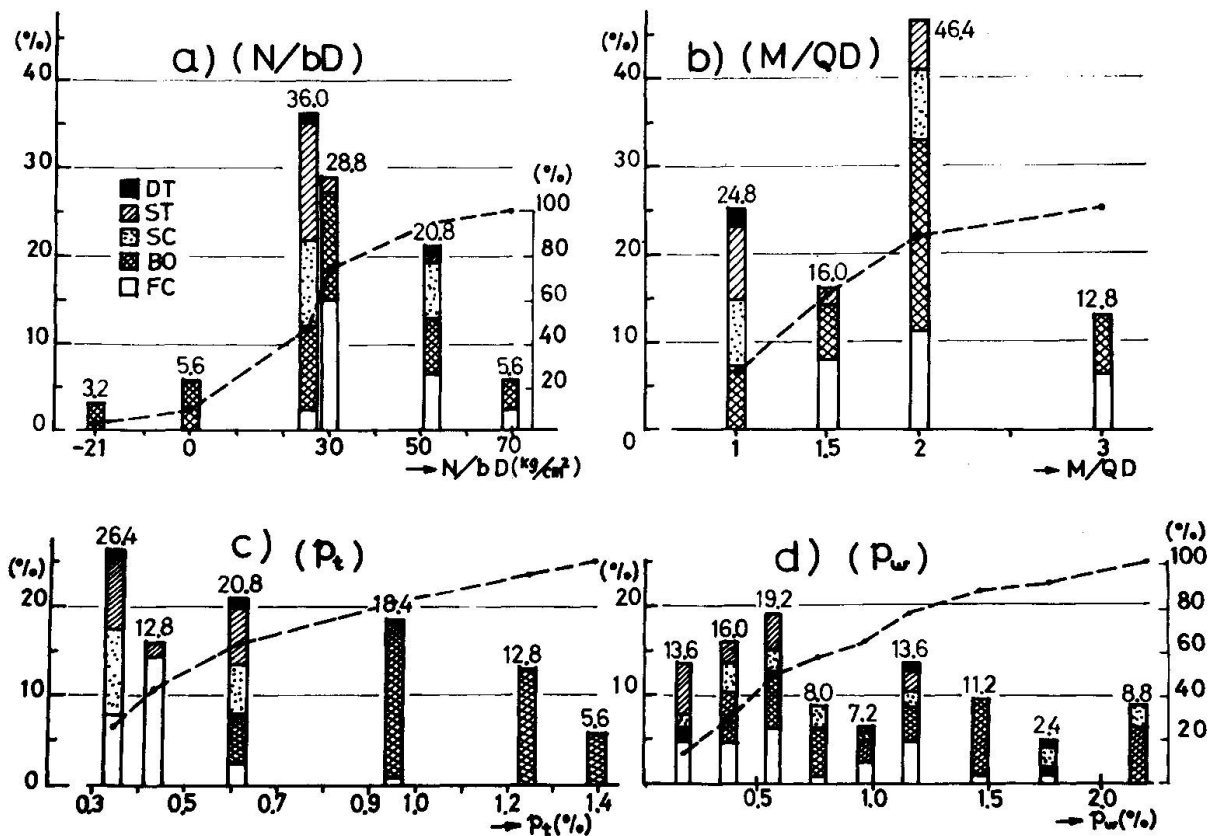 (%) a) (N/bD)
40
36.0
30
28.8
20
20.8
10
3.2 5.6 5.6
0
DT
ST
SC
BO
FC
(%)
100
80
60
40
20
-21 0 30 50 70
→ N/bD (kg/cm²)
(%) b) (M/QD)
46.4
40
30
24.8
20
16.0
12.8
10
0
1 1.5 2 3
→ M/QD
(%) c) (Pt)
26.4
20
12.8 20.8 18.4
12.8
10
5.6
0
0.3 0.5 0.7 0.9 1.0 1.2 1.4
→ Pt (%)
(%) d) (Pw)
20
19.2
13.6 16.0 13.6
8.0 7.2 11.2 2.4 8.8
10
0
(%)
100
80
60
40
20
0.5 1.0 1.5 2.0
→ Pw (%)